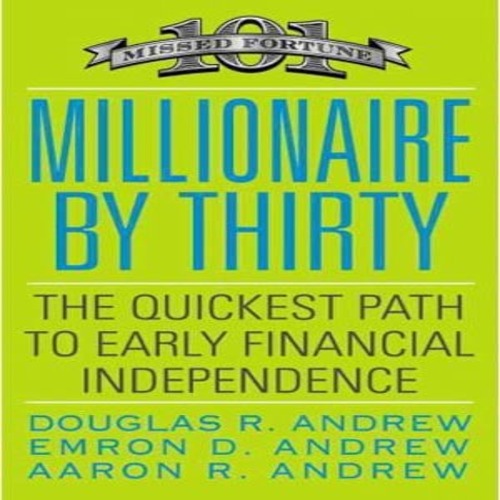 101
MISSED FORTUNE
MILLIONAIRE
BY THIRTY
THE QUICKEST PATH
TO EARLY FINANCIAL
INDEPENDENCE
DOUGLAS R. ANDREW
EMRON D. ANDREW
AARON R. ANDREW